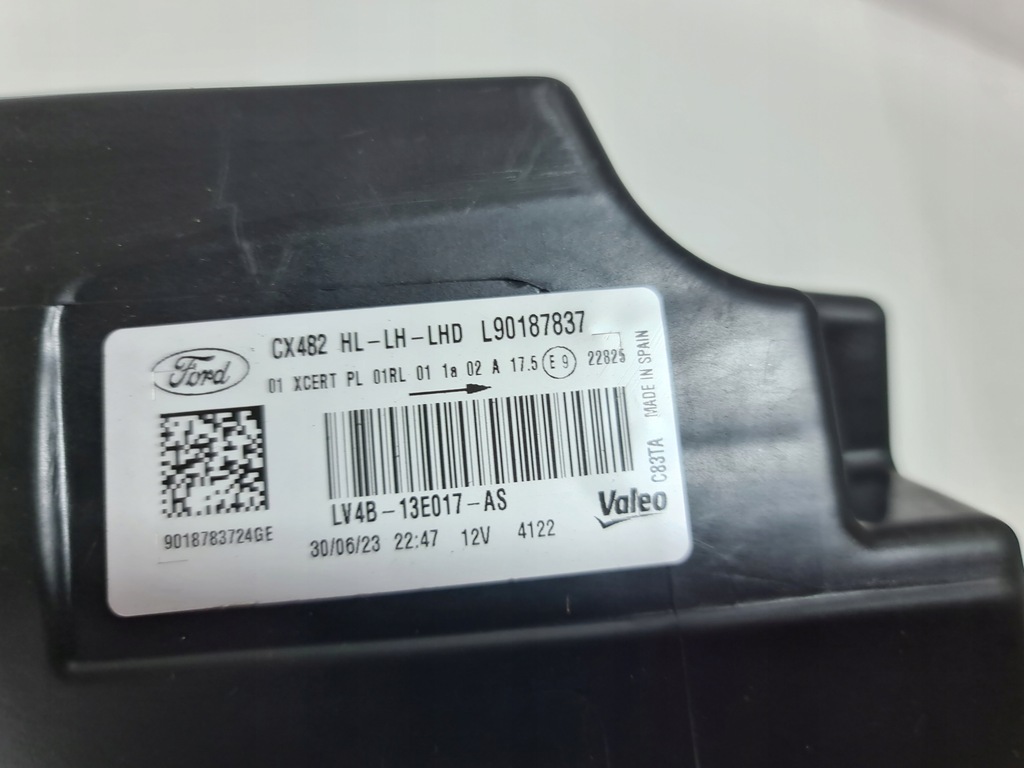 Ford
CX482 HL-LH-LHD L90187837
01 XCERT PL 01RL 01 1a 02 A 17.5 E9 22825
MADE IN SPAIN
C83TA
LV4B-13E017-AS
Valeo
9018783724GE
30/06/23 22:47 12V 4122